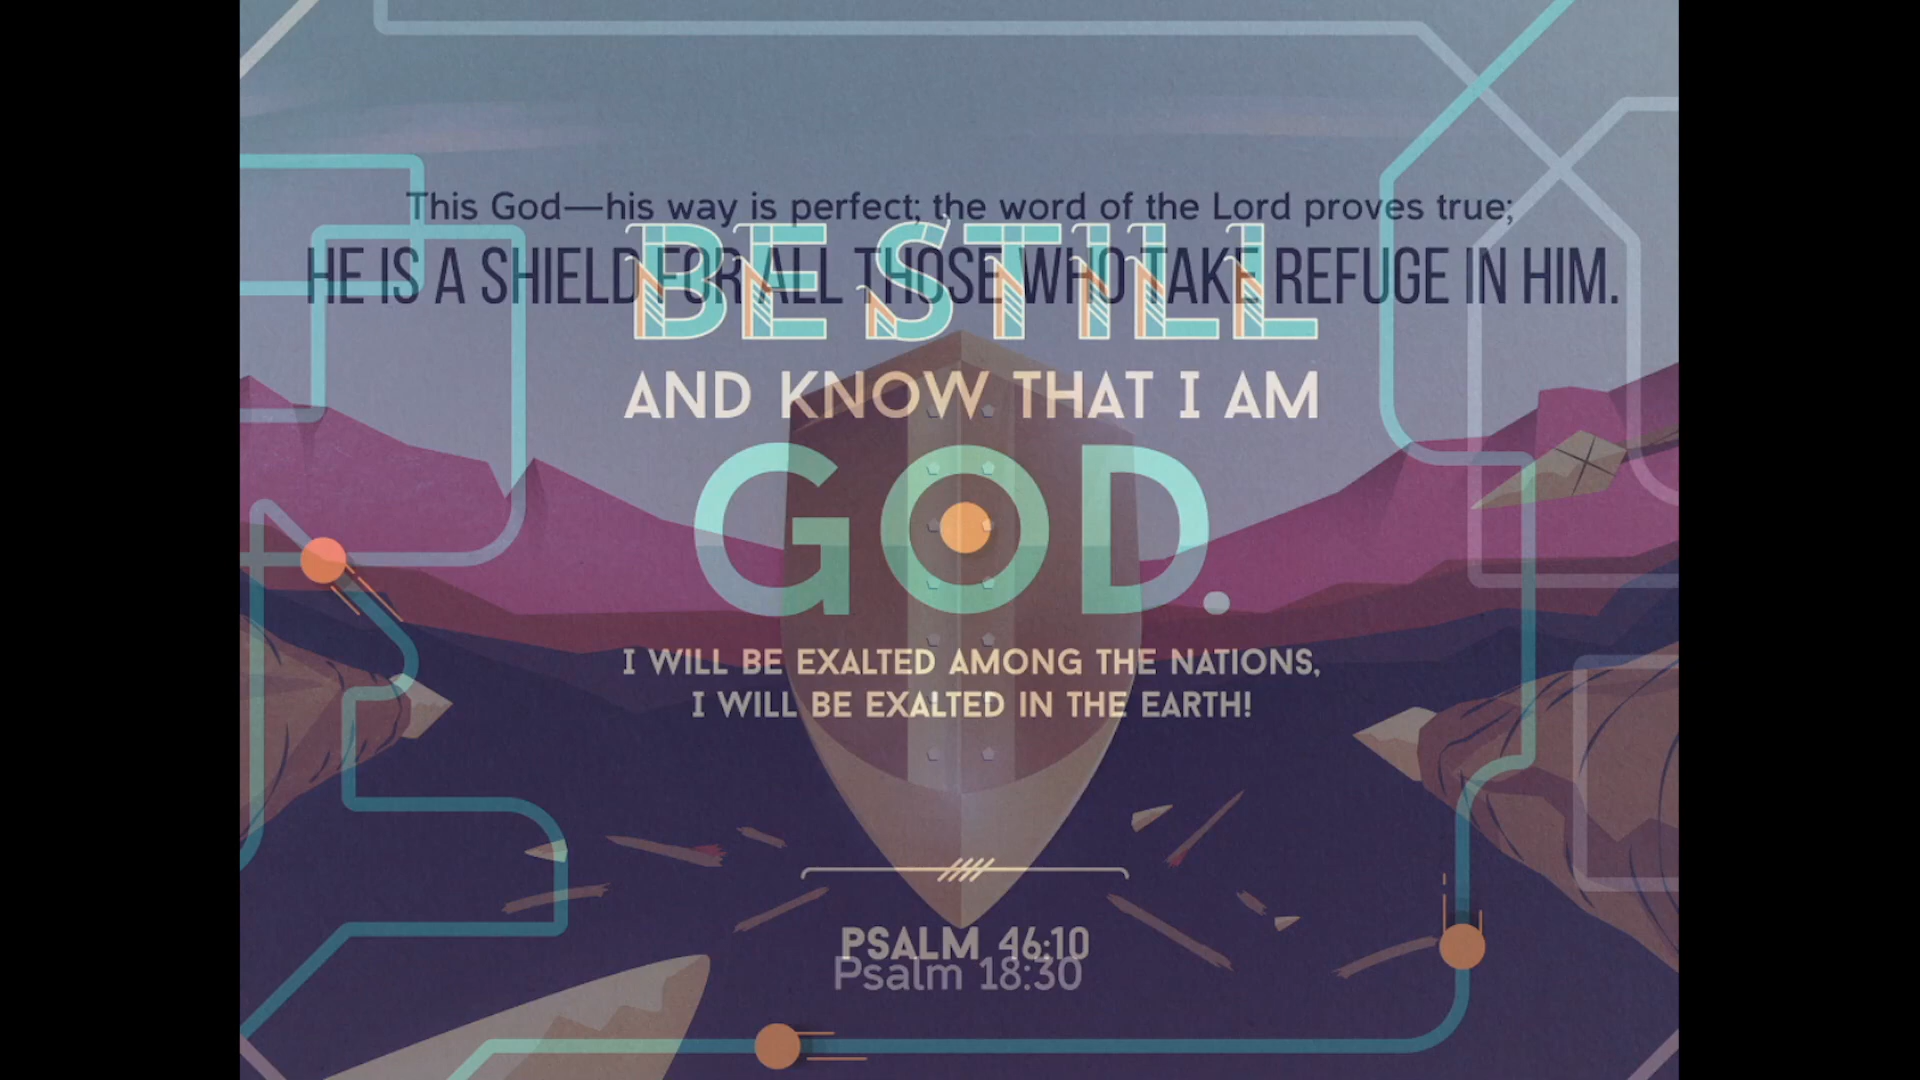 This God—his way is perfect; the word of the Lord proves true;
HE IS A SHIELD FOR ALL THOSE WHO TAKE REFUGE IN HIM.
BE STILL
AND KNOW THAT I AM
GOD.
I WILL BE EXALTED AMONG THE NATIONS,
I WILL BE EXALTED IN THE EARTH!
PSALM 46:10
Psalm 18:30